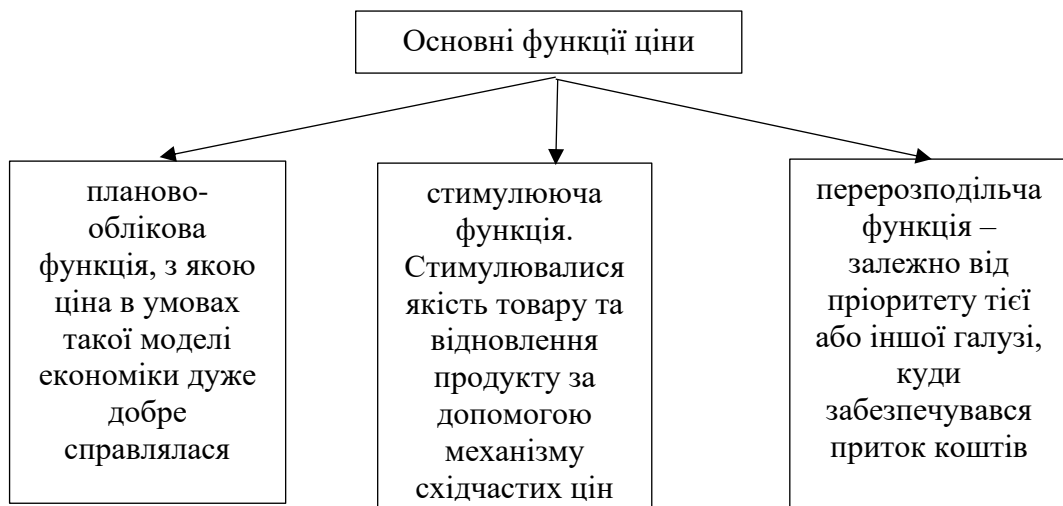 Основні функції ціни
планово-
облікова
функція, з якою
ціна в умовах
такої моделі
економіки дуже
добре
справлялася
стимулююча
функція.
Стимулювалися
якість товару та
відновлення
продукту за
допомогою
механізму
східчастих цін
перерозподільча
функція –
залежно від
пріоритету тієї
або іншої галузі,
куди
забезпечувався
приток коштів